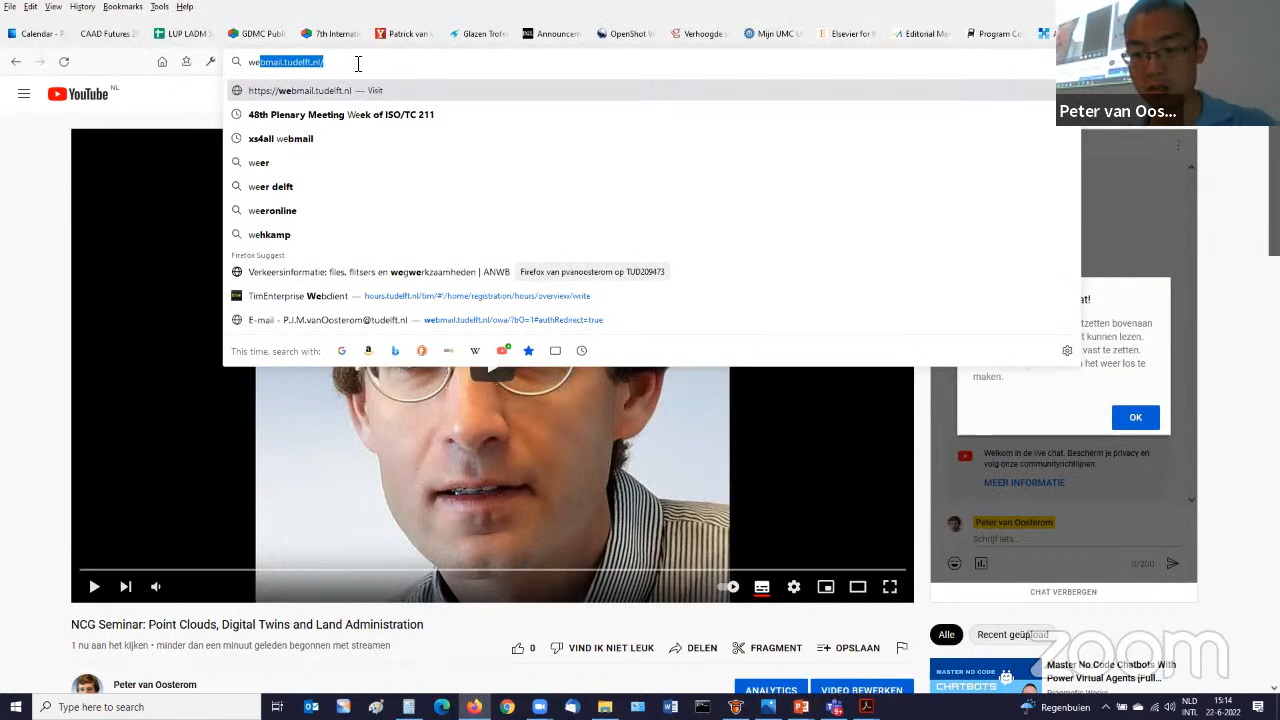 File Edit View History Bookmarks Tools Help
Calendar - P. CAAD Futures 20 LUP LADM S GDMC Publ 7th Internati Patrick van L Glazen Trofee Announcem OpenShot W Verhoogde sc Mijn UMC U Elsevier for R Editorial Mana Program Co
webmail.tudelft.nl/
https://webmail.tudelft.nl — Visit
48th Plenary Meeting Week of ISO/TC 211
xs4all webmail
weer
weer delft
weeronline
wehkamp
Firefox Suggest
Verkeersinformatie: files, flitsers en wegwerkzaamheden | ANWB Firefox van pvanoosterom op TUD209473
TimEnterprise Webclient — hours.tudelft.nl/tim/#!/home/registration/hours/overview/write
E-mail - P.J.M.vanOosterom@tudelft.nl — webmail.tudelft.nl/owa/?bO=1#authRedirect=true
This time, search with:
YouTube NL
Peter van Oos...
at!
tzetten bovenaan
t kunnen lezen.
vast te zetten.
n het weer los te
maken.
OK
Welkom in de live chat. Bescherm je privacy en
volg onze communityrichtlijnen.
MEER INFORMATIE
Peter van Oosterom
Schrijf iets...
0/200
CHAT VERBERGEN
NCG Seminar: Point Clouds, Digital Twins and Land Administration
1 nu aan het kijken • minder dan een minuut geleden begonnen met streamen
0 VIND IK NIET LEUK DELEN FRAGMENT OPSLAAN
Peter van Oosterom
ANALYTICS VIDEO BEWERKEN
Alle Recent geüpload
zoom
MASTER NO CODE
CHATBOTS
Master No Code Chatbots With
Power Virtual Agents [Full...
Pragmatic Works
Type here to search
Regenbuien
NLD
INTL
15:14
22-6-2022